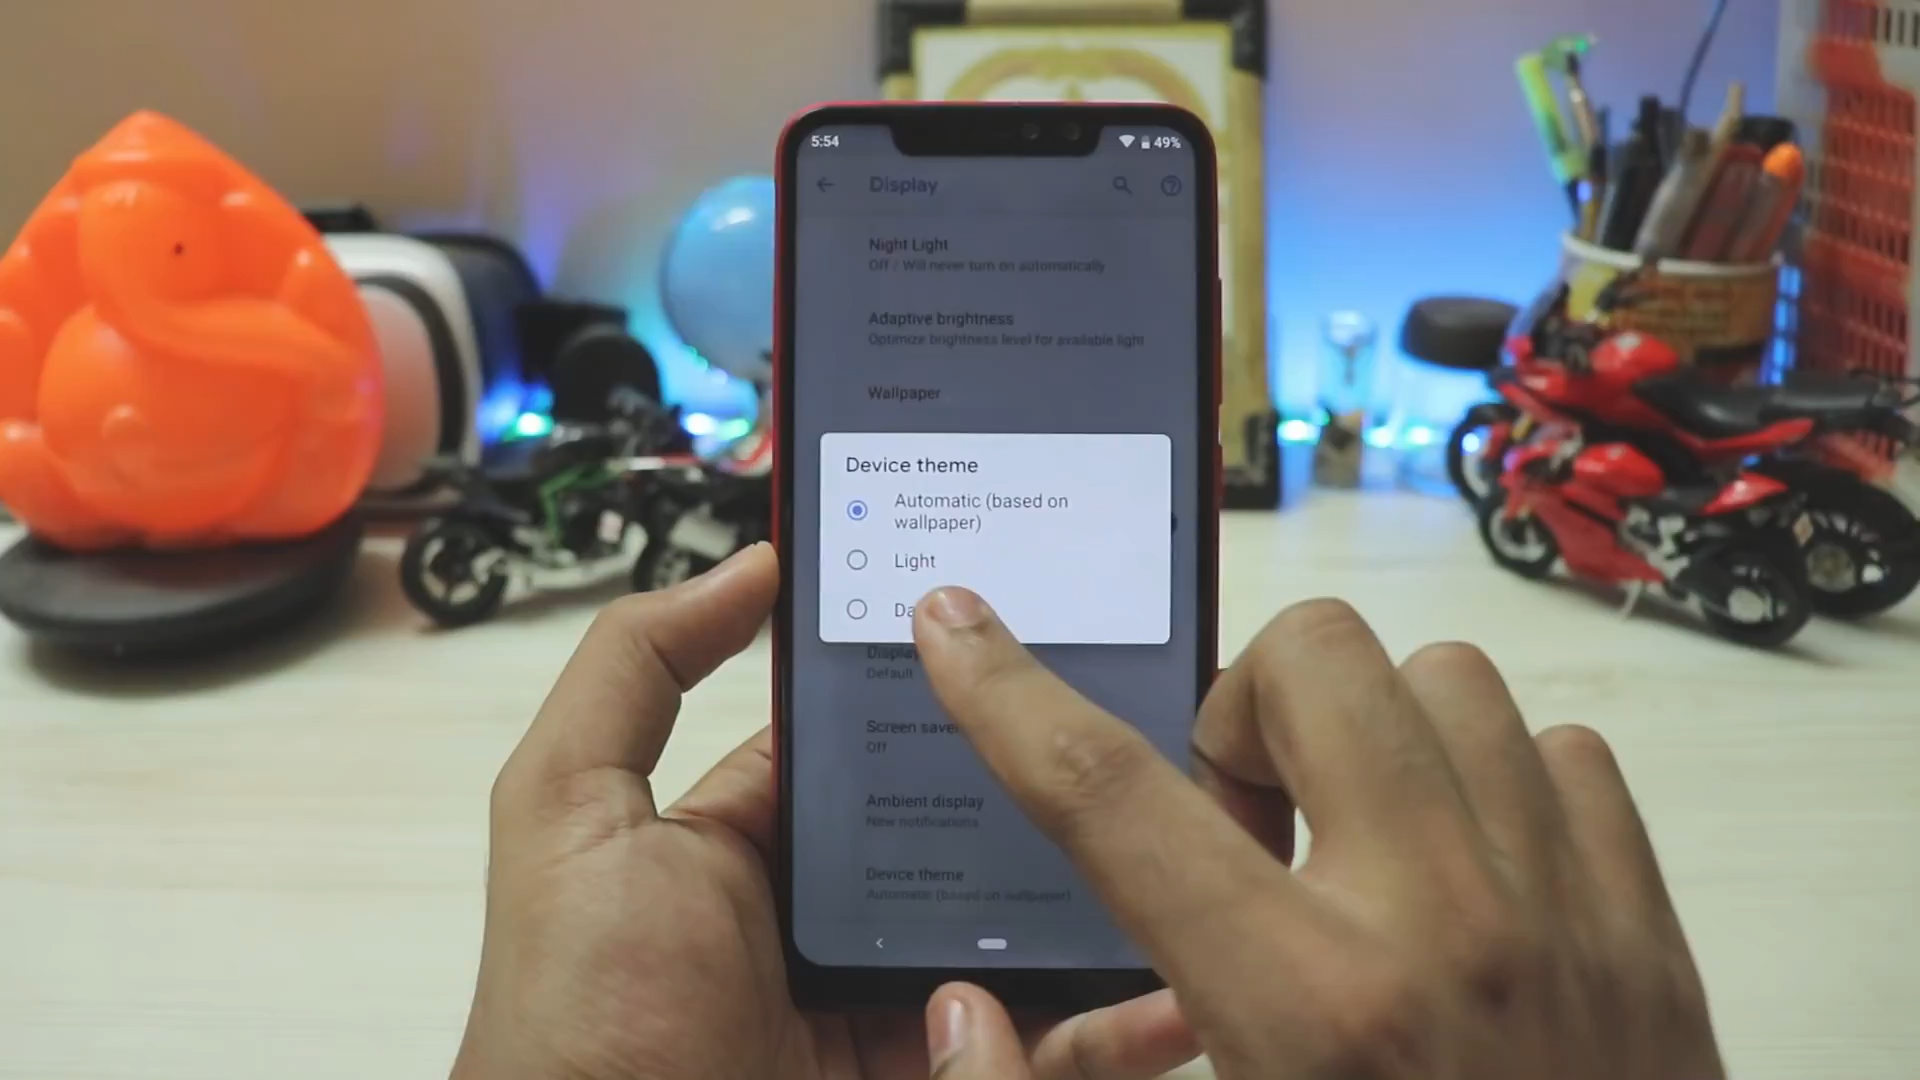 5:54
49%
Display
Night Light
Off / Will never turn on automatically
Adaptive brightness
Optimize brightness level for available light
Wallpaper
Device theme
Automatic (based on
wallpaper)
Light
Display
Default
Screen saver
Off
Ambient display
New notifications
Device theme
Automatic (based on wallpaper)